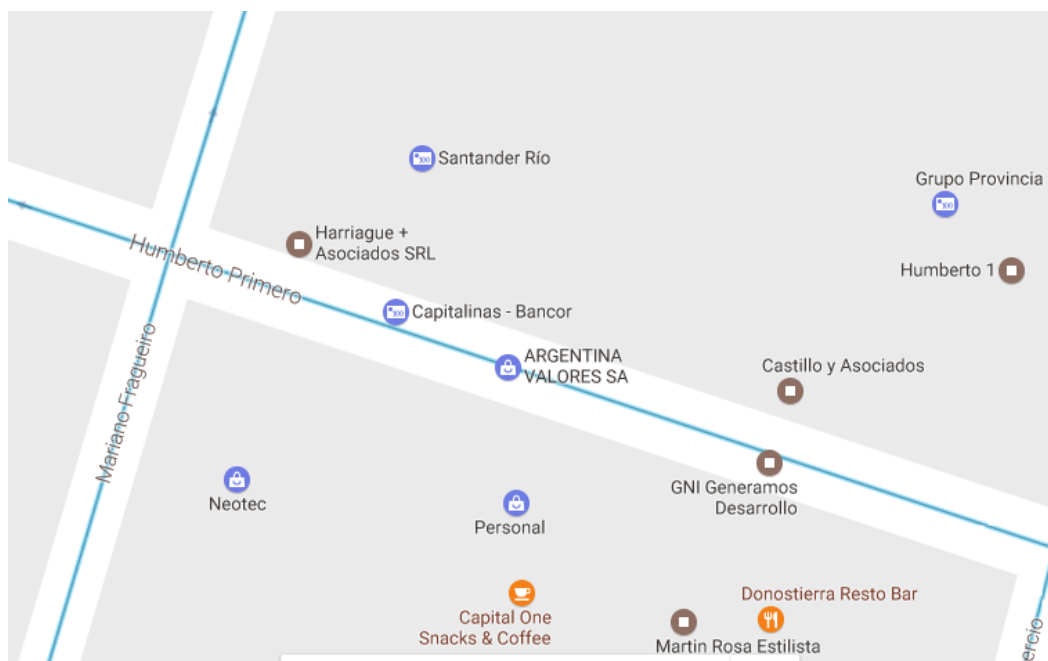 Santander Río
Grupo Provincia
Harriague +
Asociados SRL
Humberto Primero
Humberto 1
Capitalinas - Bancor
ARGENTINA
VALORES SA
Castillo y Asociados
Mariano Fragueiro
Neotec
GNI Generamos
Desarrollo
Personal
Capital One
Snacks & Coffee
Donostierra Resto Bar
Martin Rosa Estilista
ercio